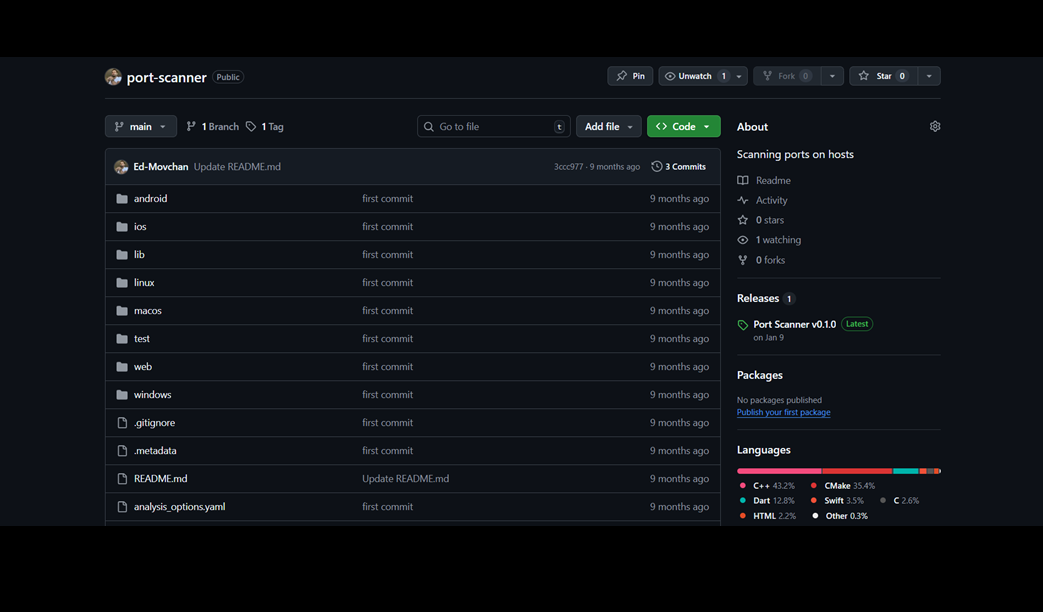 port-scanner Public Pin Unwatch 1 Fork 0 Star 0
main 1 Branch 1 Tag Go to file t Add file Code
Ed-Movchan Update README.md 3ccc977 · 9 months ago 3 Commits
android first commit 9 months ago
ios first commit 9 months ago
lib first commit 9 months ago
linux first commit 9 months ago
macos first commit 9 months ago
test first commit 9 months ago
web first commit 9 months ago
windows first commit 9 months ago
.gitignore first commit 9 months ago
.metadata first commit 9 months ago
README.md Update README.md 9 months ago
analysis_options.yaml first commit 9 months ago
About
Scanning ports on hosts
Readme
Activity
0 stars
1 watching
0 forks
Releases 1
Port Scanner v0.1.0 Latest
on Jan 9
Packages
No packages published
Publish your first package
Languages
C++ 43.2% CMake 35.4%
Dart 12.8% Swift 3.5% C 2.6%
HTML 2.2% Other 0.3%